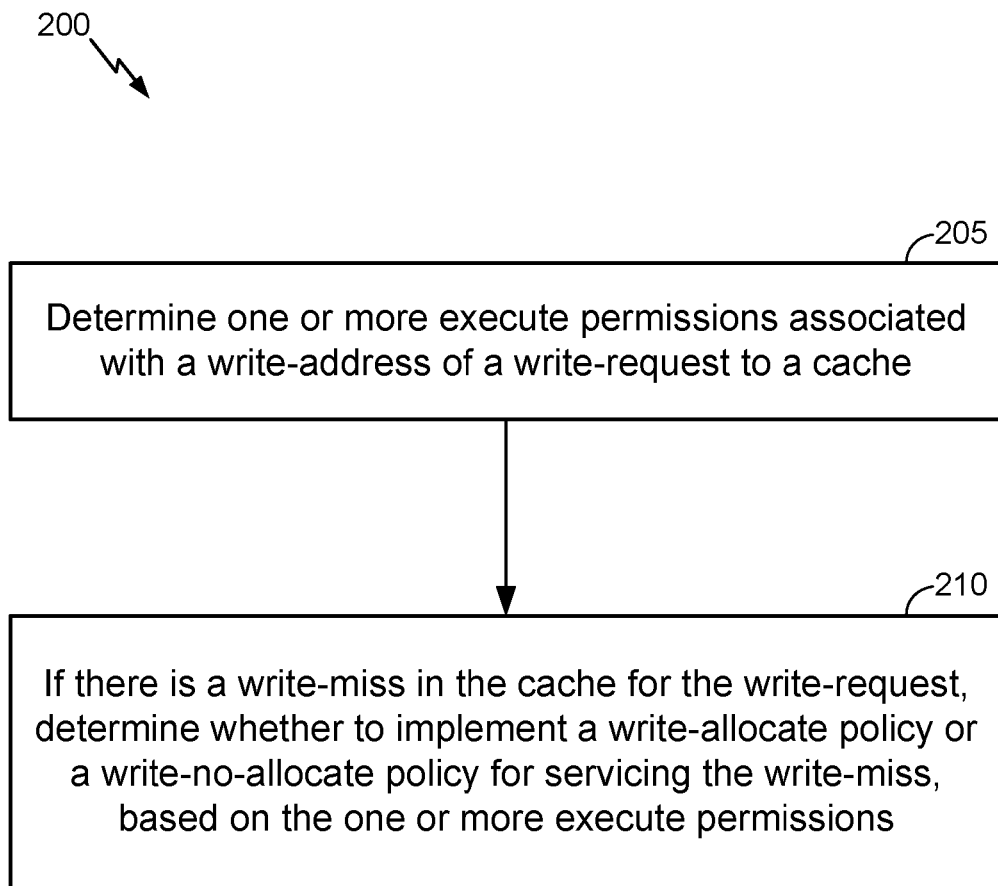 200
205
Determine one or more execute permissions associated
with a write-address of a write-request to a cache
210
If there is a write-miss in the cache for the write-request,
determine whether to implement a write-allocate policy or
a write-no-allocate policy for servicing the write-miss,
based on the one or more execute permissions